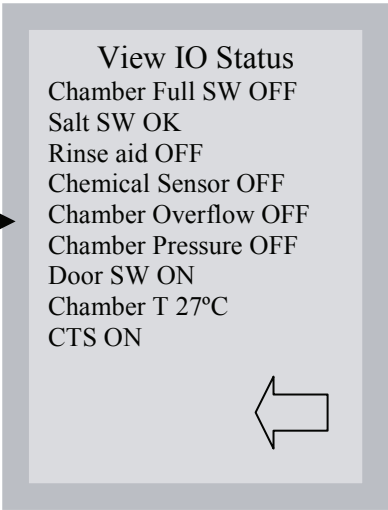 View IO Status
Chamber Full SW OFF
Salt SW OK
Rinse aid OFF
Chemical Sensor OFF
Chamber Overflow OFF
Chamber Pressure OFF
Door SW ON
Chamber T 27ºC
CTS ON